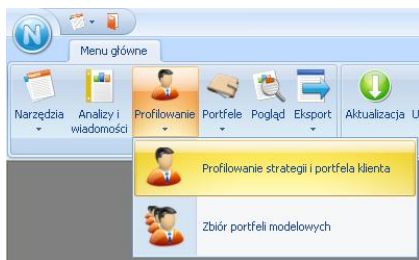 N
Menu główne
Narzędzia Analizy i wiadomości Profilowanie Portfele Pogląd Eksport Aktualizacja U
Profilowanie strategii i portfela klienta
Zbiór portfeli modelowych